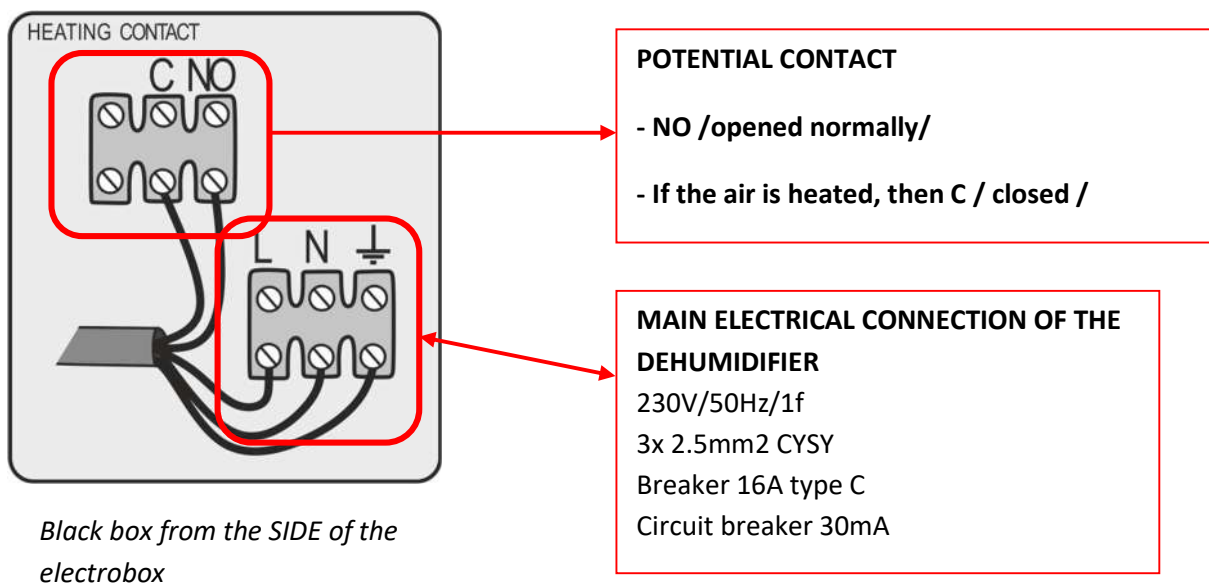 HEATING CONTACT
C NO
L N
POTENTIAL CONTACT
- NO /opened normally/
- If the air is heated, then C / closed /
MAIN ELECTRICAL CONNECTION OF THE
DEHUMIDIFIER
230V/50Hz/1f
3x 2.5mm2 CYSY
Breaker 16A type C
Circuit breaker 30mA
Black box from the SIDE of the
electrobox